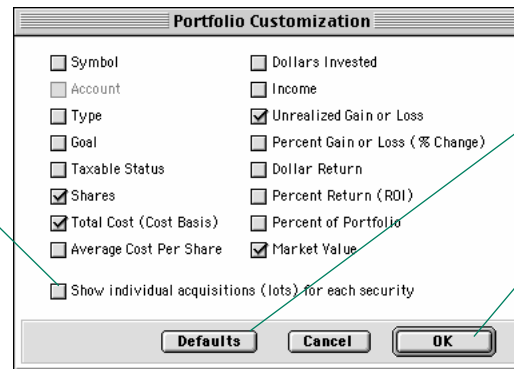 Portfolio Customization
Symbol
Account
Type
Goal
Taxable Status
Shares
Total Cost (Cost Basis)
Average Cost Per Share
Dollars Invested
Income
Unrealized Gain or Loss
Percent Gain or Loss (% Change)
Dollar Return
Percent Return (ROI)
Percent of Portfolio
Market Value
Show individual acquisitions (lots) for each security
Defaults
Cancel
OK